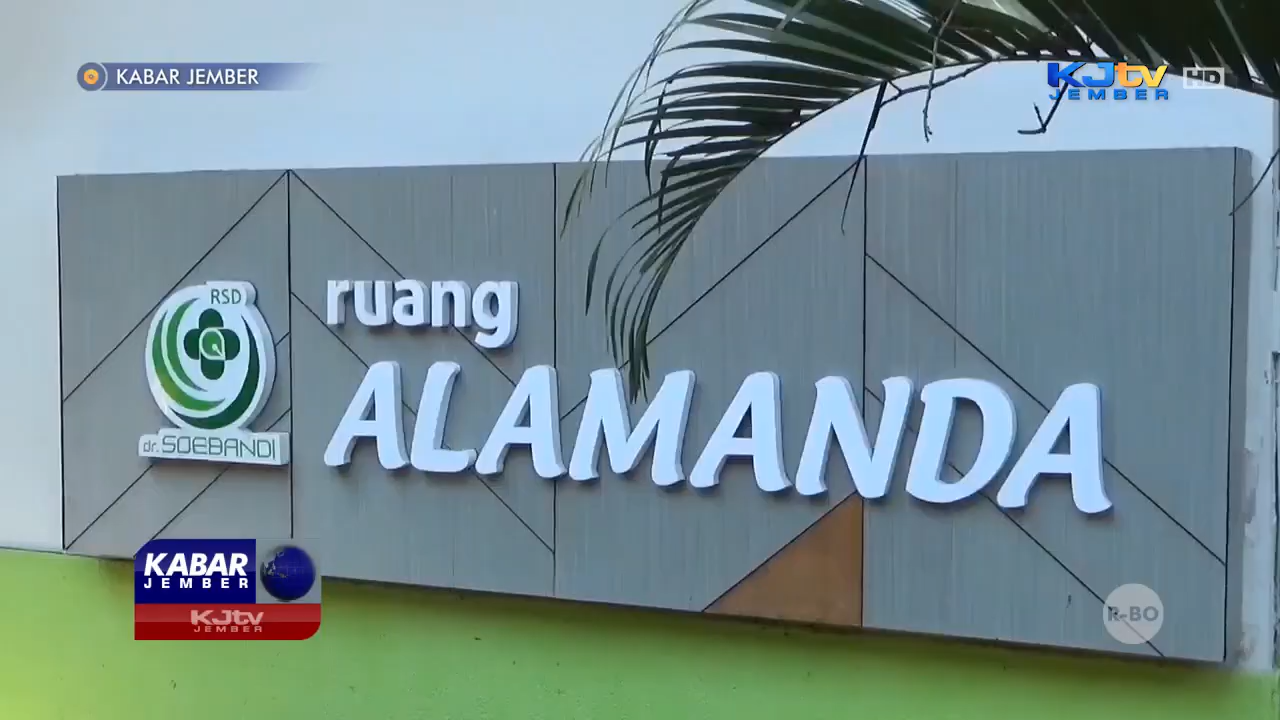 KABAR JEMBER
KJtv HD
JEMBER
RSD
dr. SOEBANDI
ruang
ALAMANDA
KABAR
JEMBER
KJtv
JEMBER
R-BO